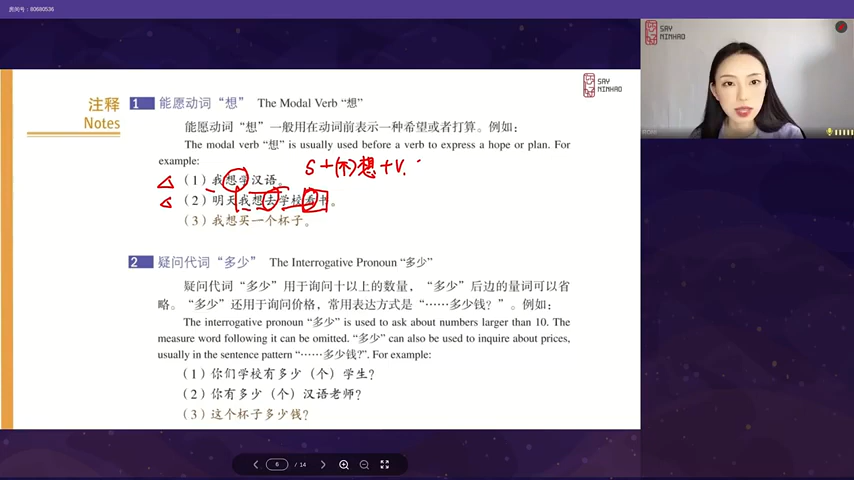 房间号：80680536
SAY
NINHAO
SAY
NINHAO
注释
Notes
1 能愿动词“想” The Modal Verb “想”
能愿动词“想”一般用在动词前表示一种希望或者打算。例如：
The modal verb “想” is usually used before a verb to express a hope or plan. For
example:
S+(不)想+V.
(1) 我想学汉语。
(2) 明天我想去学校看书。
(3) 我想买一个杯子。
2 疑问代词“多少” The Interrogative Pronoun “多少”
疑问代词“多少”用于询问十以上的数量，“多少”后边的量词可以省
略。“多少”还用于询问价格，常用表达方式是“……多少钱？”。例如：
The interrogative pronoun “多少” is used to ask about numbers larger than 10. The
measure word following it can be omitted. “多少” can also be used to inquire about prices,
usually in the sentence pattern “……多少钱?”. For example:
(1) 你们学校有多少（个）学生？
(2) 你有多少（个）汉语老师？
(3) 这个杯子多少钱？
6 / 14